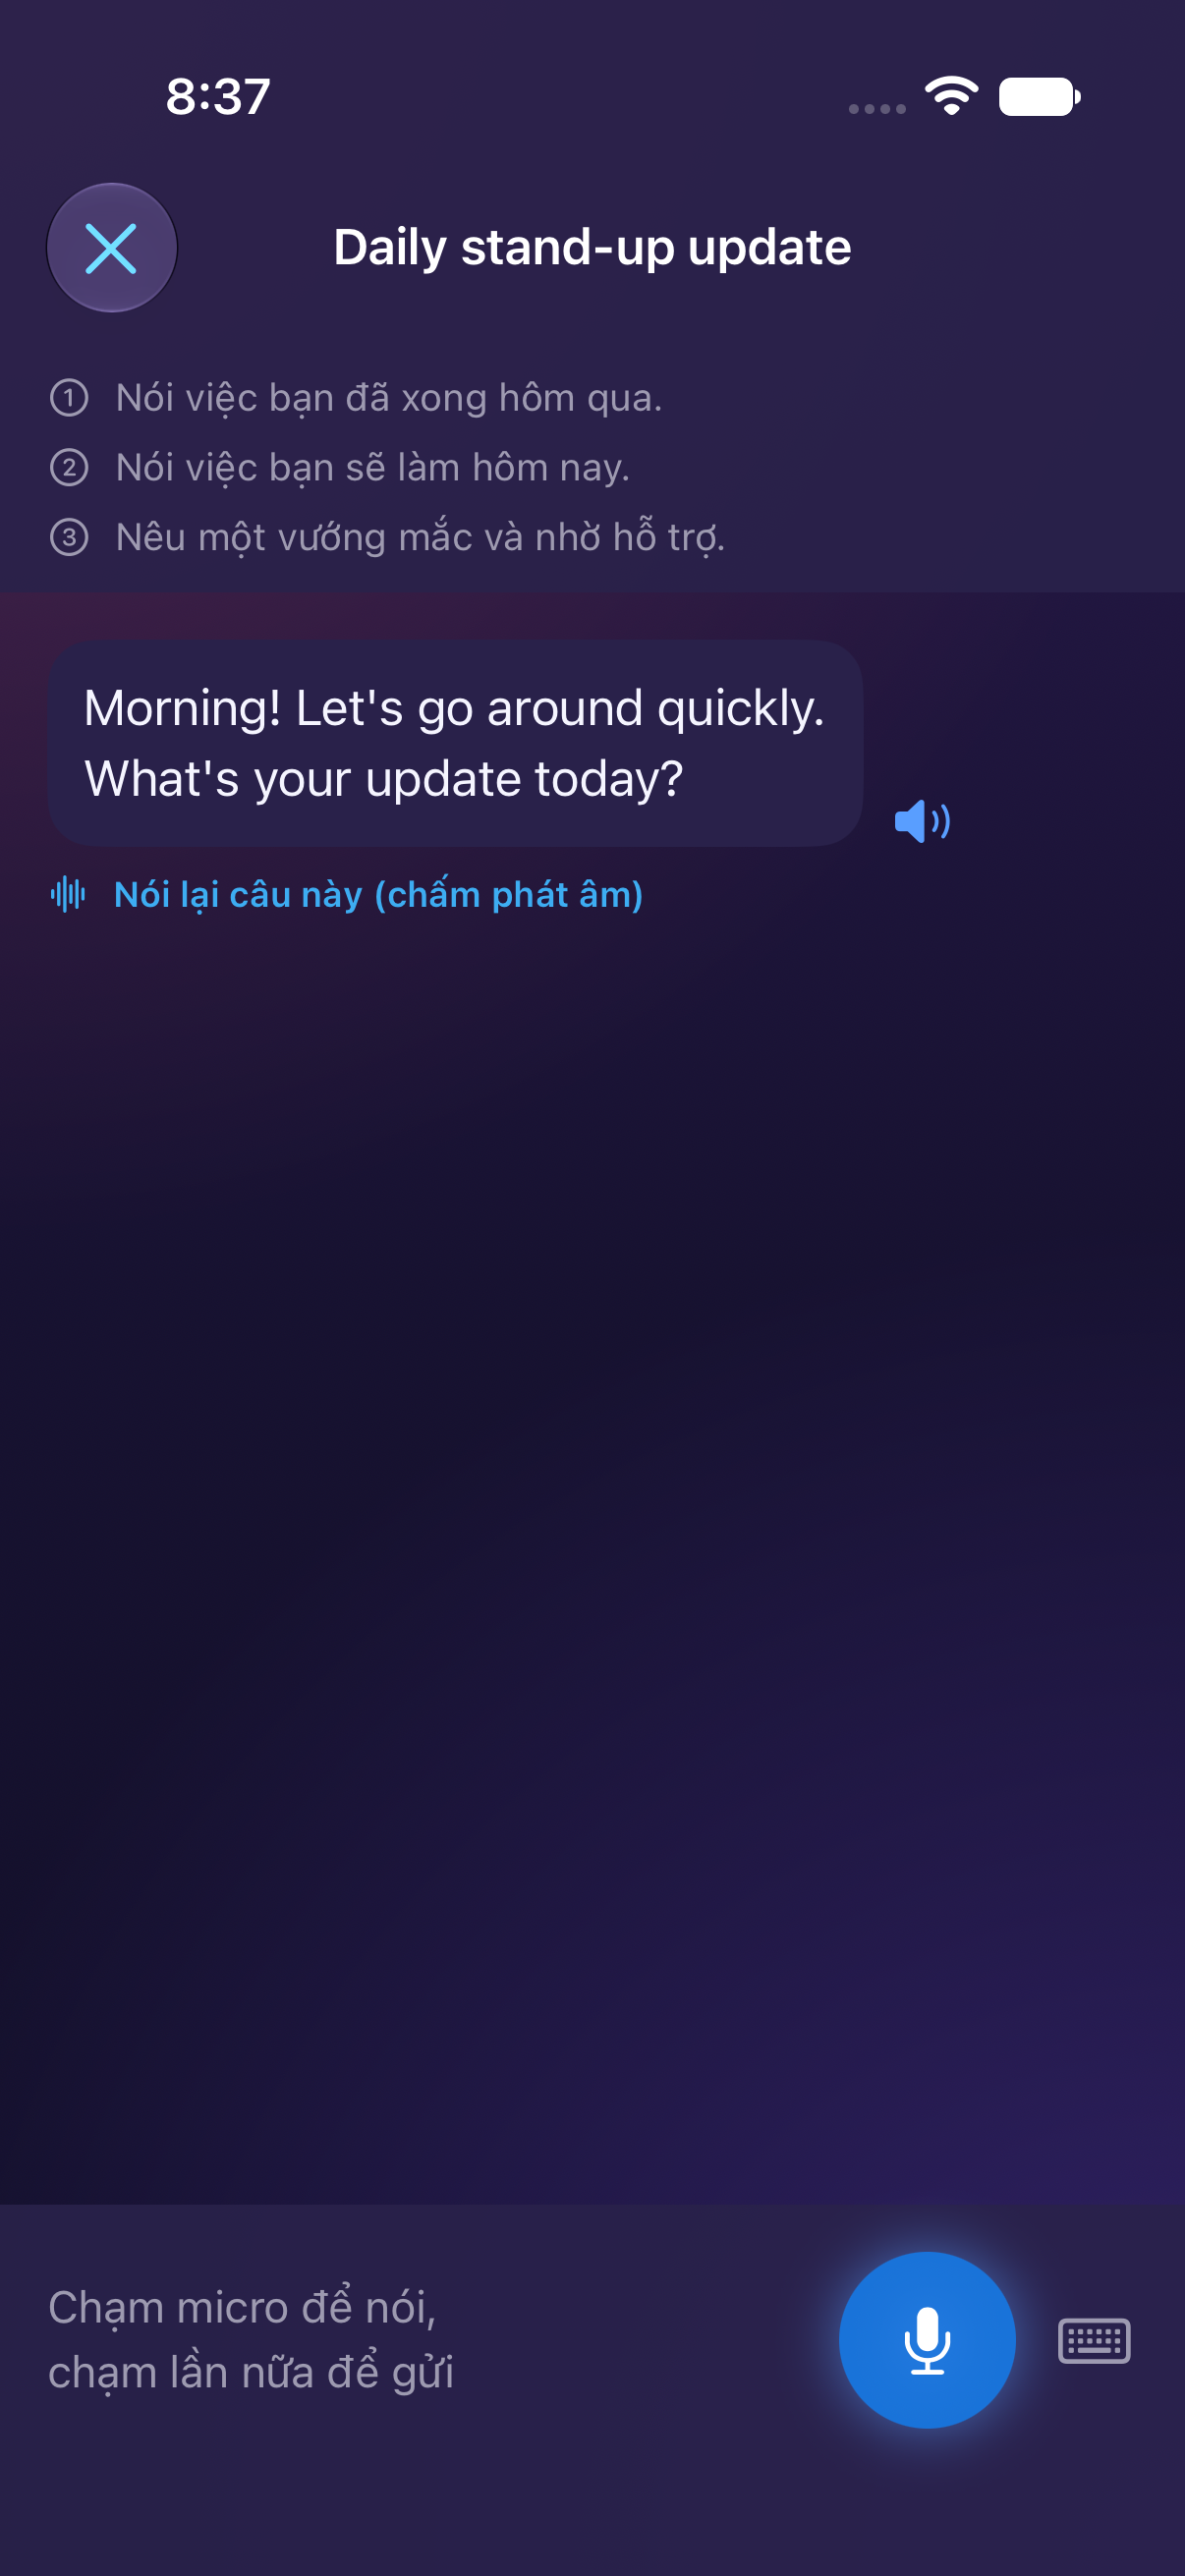 8:37
Daily stand-up update
1 Nói việc bạn đã xong hôm qua.
2 Nói việc bạn sẽ làm hôm nay.
3 Nêu một vướng mắc và nhờ hỗ trợ.
Morning! Let's go around quickly.
What's your update today?
Nói lại câu này (chấm phát âm)
Chạm micro để nói,
chạm lần nữa để gửi